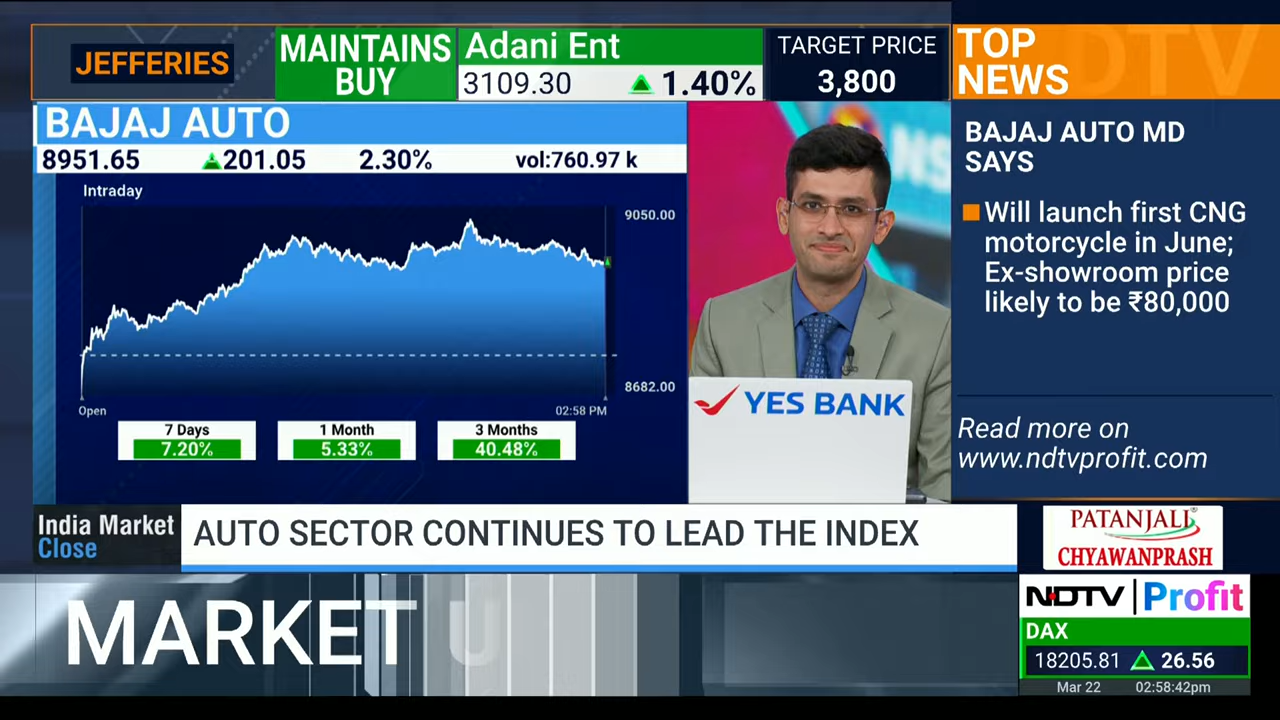 JEFFERIES
MAINTAINS
BUY
Adani Ent
3109.30 ▲ 1.40%
TARGET PRICE
3,800
TOP
NEWS
BAJAJ AUTO
8951.65 ▲201.05 2.30% vol:760.97 k
Intraday
9050.00
8682.00
Open
02:58 PM
7 Days
7.20%
1 Month
5.33%
3 Months
40.48%
NS
YES BANK
BAJAJ AUTO MD
SAYS
Will launch first CNG
motorcycle in June;
Ex-showroom price
likely to be ₹80,000
Read more on
www.ndtvprofit.com
India Market
Close
AUTO SECTOR CONTINUES TO LEAD THE INDEX
PATANJALI
CHYAWANPRASH
MARKET U
NDTV Profit
DAX
18205.81 ▲ 26.56
Mar 22 02:58:42pm